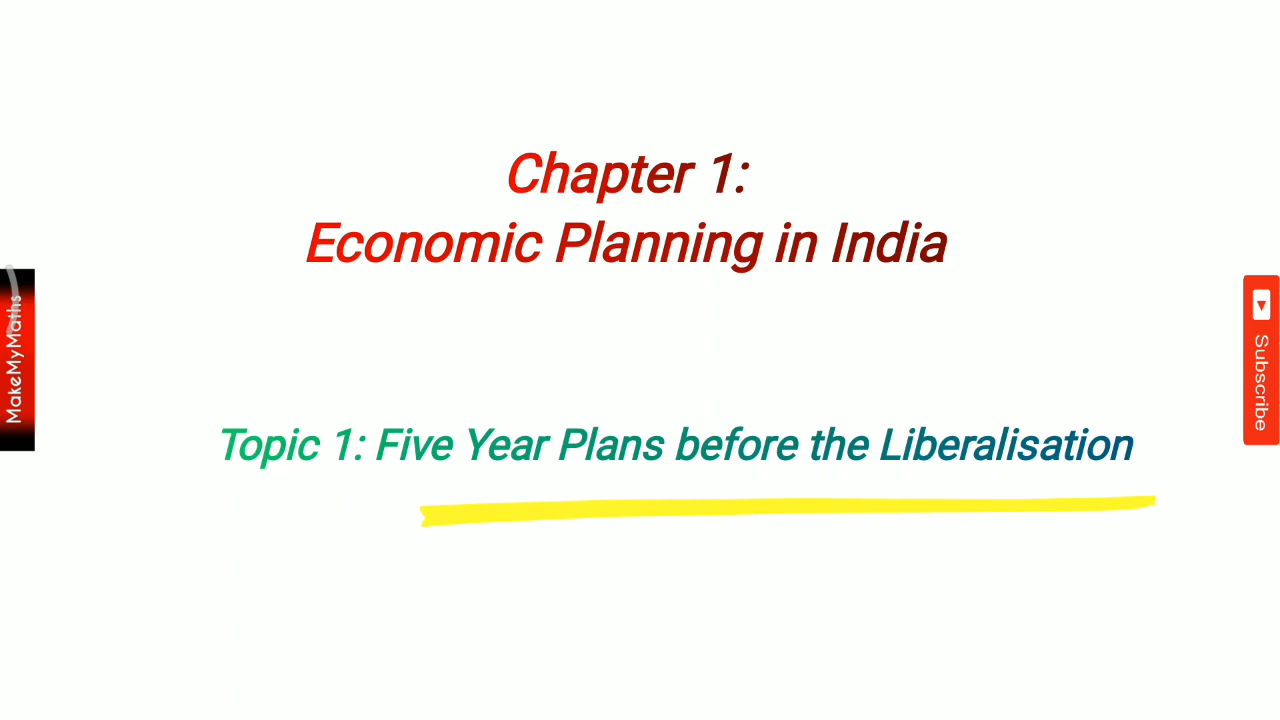 Chapter 1:
Economic Planning in India
MakeMyMaths
Subscribe
Topic 1: Five Year Plans before the Liberalisation